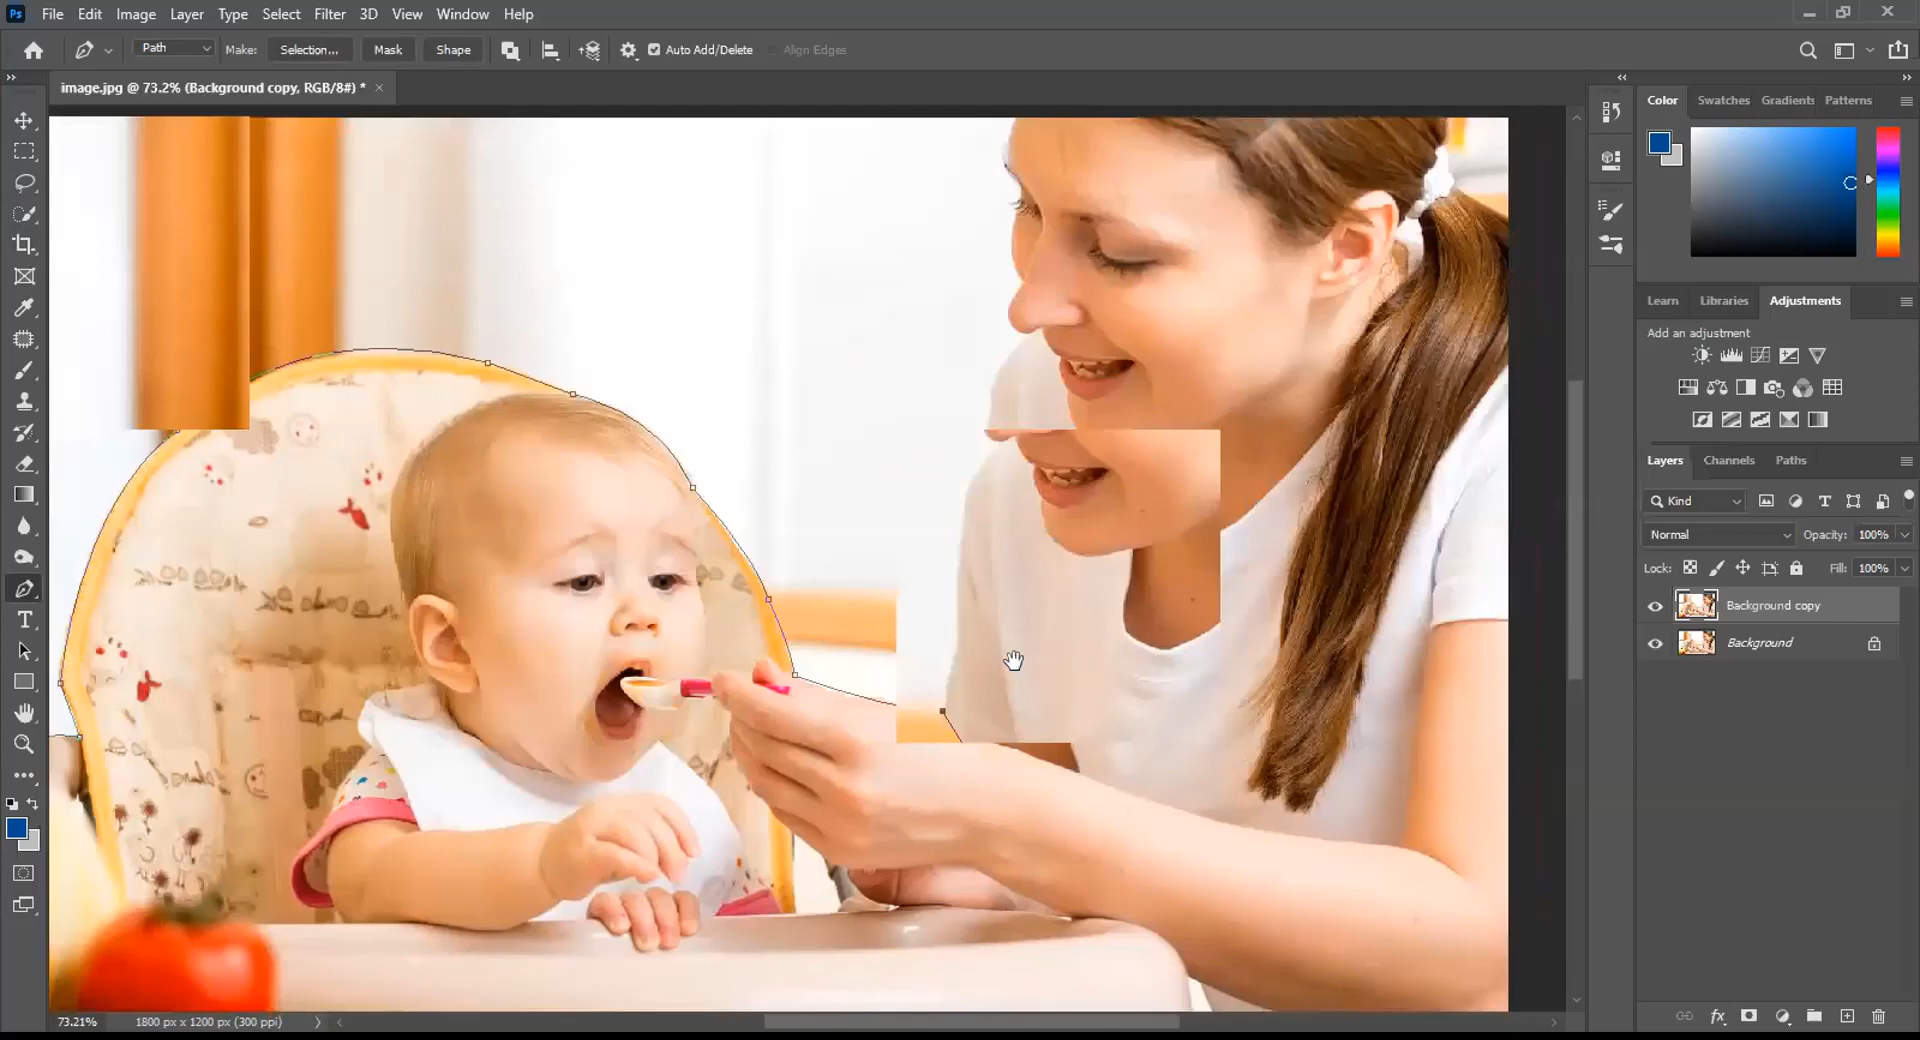 Ps File Edit Image Layer Type Select Filter 3D View Window Help
Path Make: Selection... Mask Shape Auto Add/Delete Align Edges
image.jpg @ 73.2% (Background copy, RGB/8#) * ×
Color Swatches Gradients Patterns
Learn Libraries Adjustments
Add an adjustment
Layers Channels Paths
Kind
Normal Opacity: 100%
Lock: Fill: 100%
Background copy
Background
fx
73.21% 1800 px x 1200 px (300 ppi)